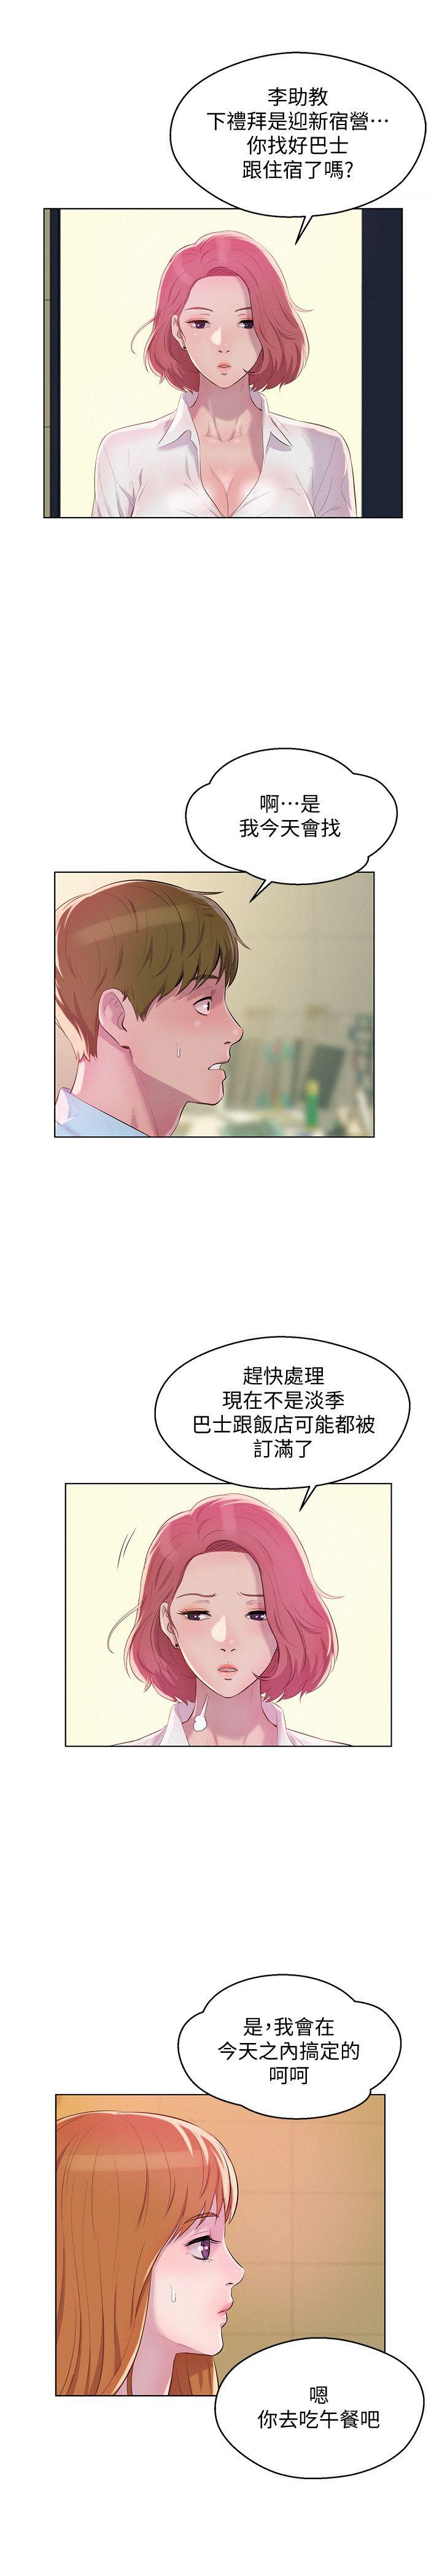 李助教
下禮拜是迎新宿營…
你找好巴士
跟住宿了嗎?
啊…是
我今天會找
趕快處理
現在不是淡季
巴士跟飯店可能都被
訂滿了
是,我會在
今天之內搞定的
呵呵
嗯
你去吃午餐吧